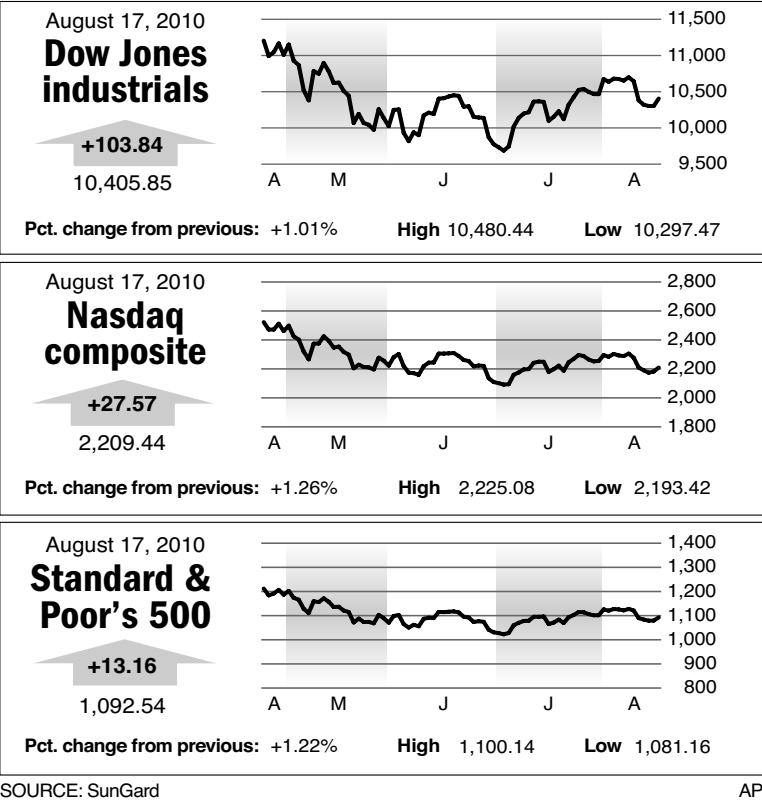 August 17, 2010
Dow Jones
industrials
+103.84
10,405.85
11,500
11,000
10,500
10,000
9,500
A M J J A
Pct. change from previous: +1.01% High 10,480.44 Low 10,297.47
August 17, 2010
Nasdaq
composite
+27.57
2,209.44
2,800
2,600
2,400
2,200
2,000
1,800
A M J J A
Pct. change from previous: +1.26% High 2,225.08 Low 2,193.42
August 17, 2010
Standard &
Poor's 500
+13.16
1,092.54
1,400
1,300
1,200
1,100
1,000
900
800
A M J J A
Pct. change from previous: +1.22% High 1,100.14 Low 1,081.16
SOURCE: SunGard AP